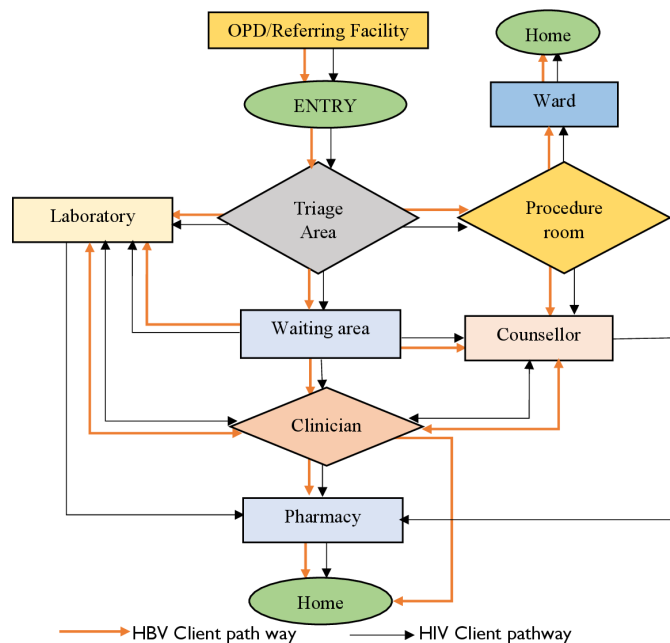 OPD/Referring Facility
Home
ENTRY
Ward
Laboratory
Triage
Area
Procedure
room
Waiting area
Counsellor
Clinician
Pharmacy
Home
HBV Client path way
HIV Client pathway